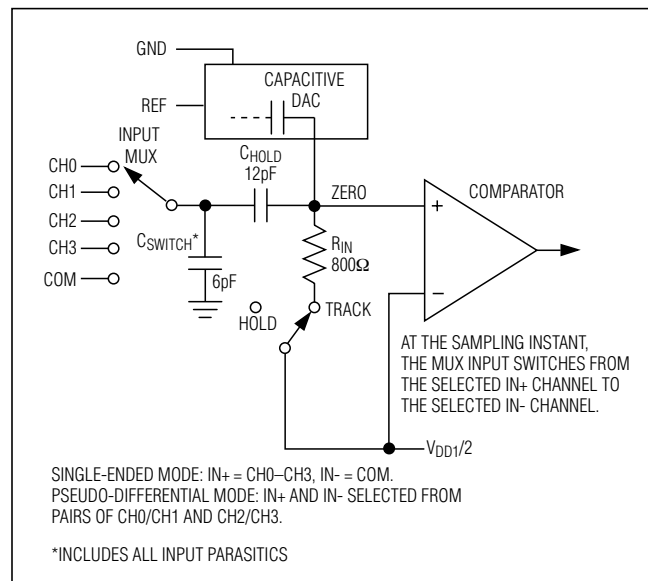 GND
CAPACITIVE
DAC
REF
INPUT
MUX
CHOLD
12pF
CH0
ZERO
COMPARATOR
CH1
+
CH2
CSWITCH*
RIN
800Ω
CH3
COM
6pF
−
HOLD
TRACK
AT THE SAMPLING INSTANT,
THE MUX INPUT SWITCHES FROM
THE SELECTED IN+ CHANNEL TO
THE SELECTED IN- CHANNEL.
VDD1/2
SINGLE-ENDED MODE: IN+ = CH0–CH3, IN- = COM.
PSEUDO-DIFFERENTIAL MODE: IN+ AND IN- SELECTED FROM
PAIRS OF CH0/CH1 AND CH2/CH3.
*INCLUDES ALL INPUT PARASITICS